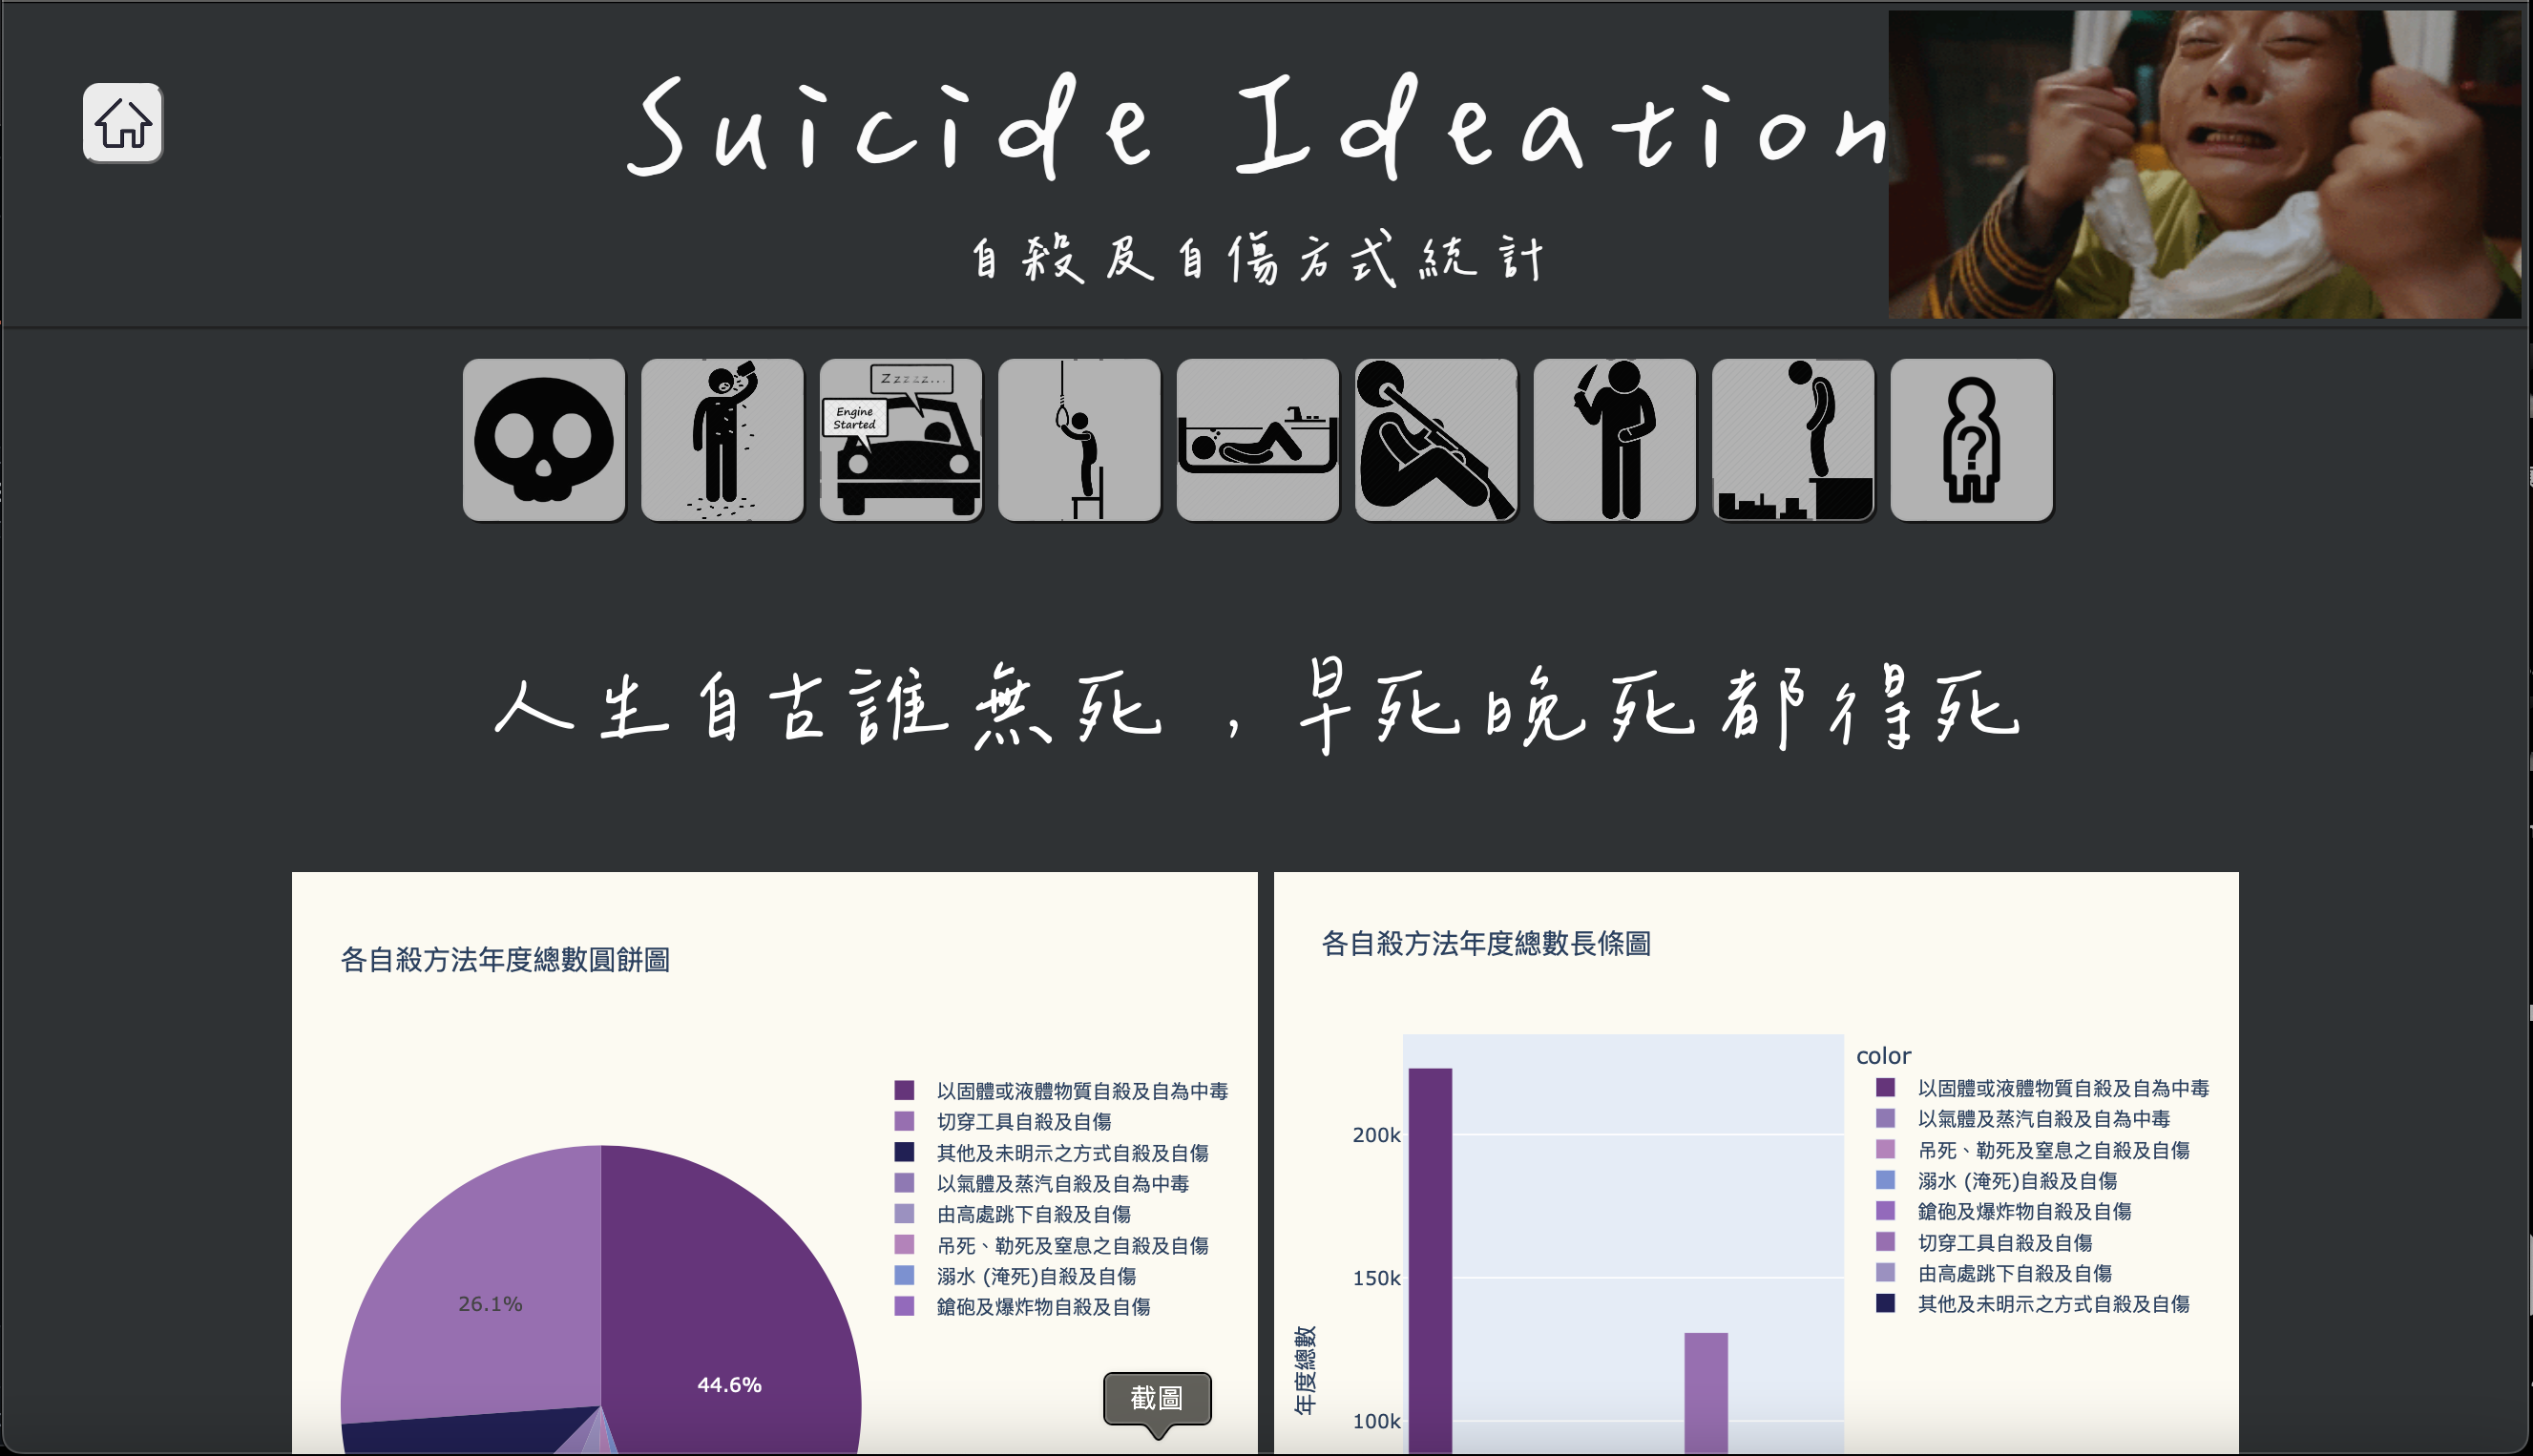 Suicide Ideation
自殺及自傷方式統計
Zzzzz...
Engine
Started
?
人生自古誰無死，早死晚死都得死
各自殺方法年度總數圓餅圖
以固體或液體物質自殺及自為中毒
切穿工具自殺及自傷
其他及未明示之方式自殺及自傷
以氣體及蒸汽自殺及自為中毒
由高處跳下自殺及自傷
吊死、勒死及窒息之自殺及自傷
溺水 (淹死)自殺及自傷
鎗砲及爆炸物自殺及自傷
26.1%
44.6%
截圖
各自殺方法年度總數長條圖
color
以固體或液體物質自殺及自為中毒
以氣體及蒸汽自殺及自為中毒
吊死、勒死及窒息之自殺及自傷
溺水 (淹死)自殺及自傷
鎗砲及爆炸物自殺及自傷
切穿工具自殺及自傷
由高處跳下自殺及自傷
其他及未明示之方式自殺及自傷
200k
150k
100k
年度總數